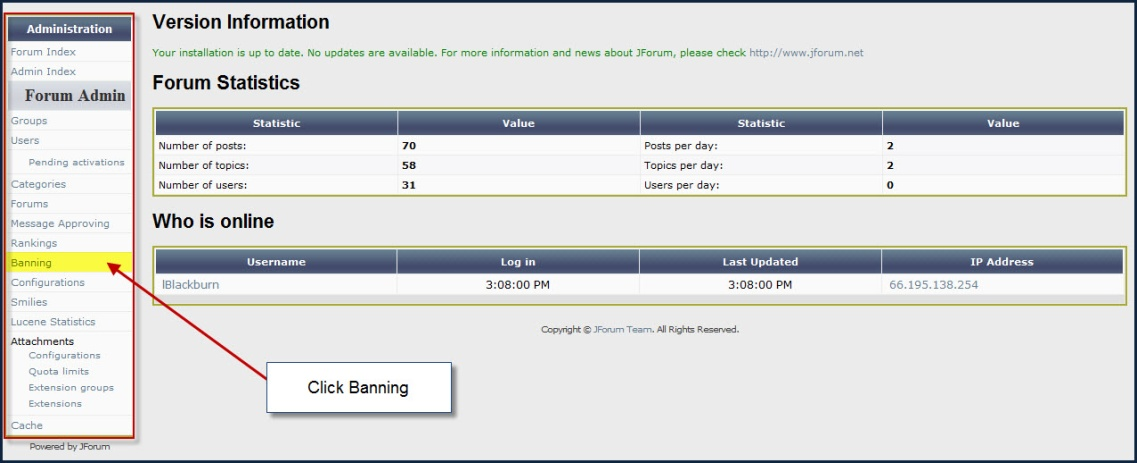 Administration
Forum Index
Admin Index
Forum Admin
Groups
Users
Pending activations
Categories
Forums
Message Approving
Rankings
Banning
Configurations
Smilies
Lucene Statistics
Attachments
Configurations
Quota limits
Extension groups
Extensions
Cache
Powered by JForum
Version Information
Your installation is up to date. No updates are available. For more information and news about JForum, please check http://www.jforum.net
Forum Statistics
Statistic Value Statistic Value
Number of posts: 70 Posts per day: 2
Number of topics: 58 Topics per day: 2
Number of users: 31 Users per day: 0
Who is online
Username Log in Last Updated IP Address
lBlackburn 3:08:00 PM 3:08:00 PM 66.195.138.254
Copyright © JForum Team. All Rights Reserved.
Click Banning